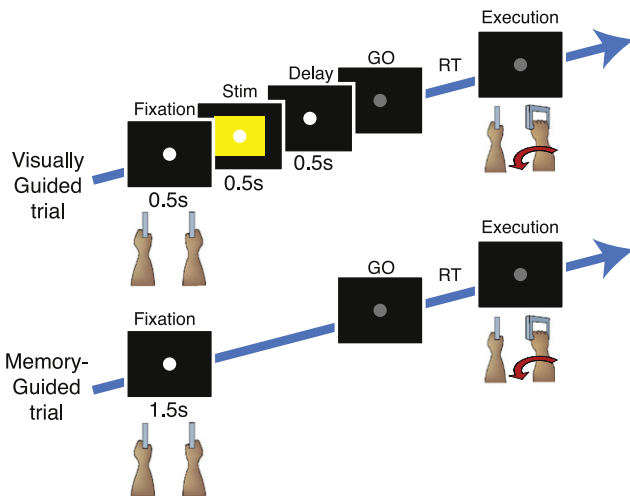 Execution
GO
RT
Delay
Stim
Fixation
Visually
Guided
trial
0.5s
0.5s
0.5s
Execution
GO
RT
Fixation
Memory-
Guided
trial
1.5s